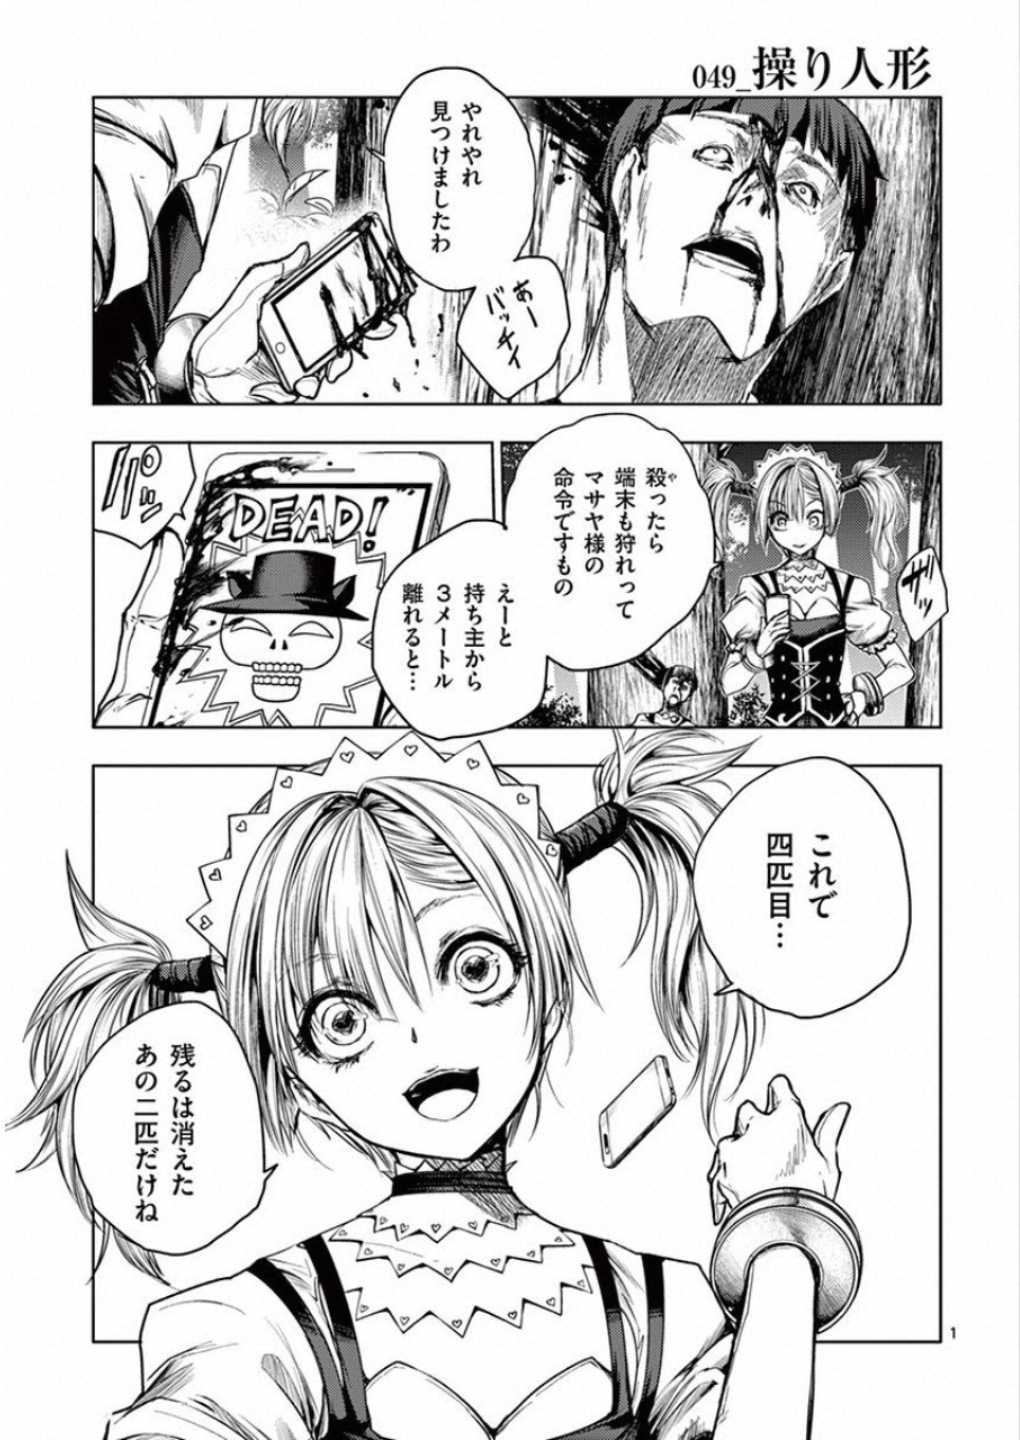 049_操り人形
やれやれ
見つけましたわ
あー
バッチィ
殺ったら
や
端末も狩れって
マサヤ様の
命令ですもの
ザッ
えーと
持ち主から
3メートル
離れると…
パッ
DEAD!
これで
四匹目…
残るは消えた
あの二匹だけね
1